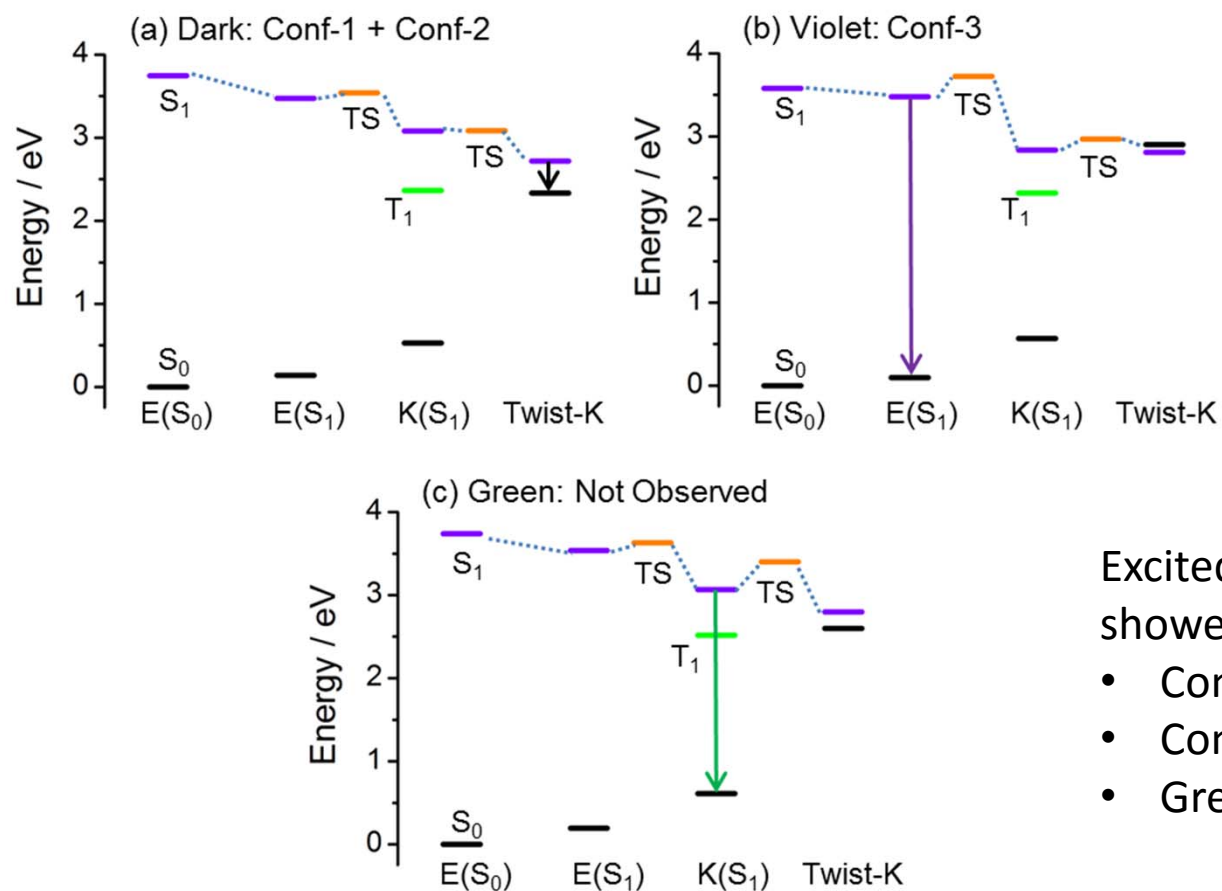 (a) Dark: Conf-1 + Conf-2
4
3
2
1
0
Energy / eV
S₁
TS
TS
T₁
S₀
E(S₀) E(S₁) K(S₁) Twist-K
(b) Violet: Conf-3
4
3
2
1
0
Energy / eV
S₁
TS
TS
T₁
S₀
E(S₀) E(S₁) K(S₁) Twist-K
(c) Green: Not Observed
4
3
2
1
0
Energy / eV
S₁
TS
TS
T₁
S₀
E(S₀) E(S₁) K(S₁) Twist-K
Excited
showe
• Con
• Con
• Gre